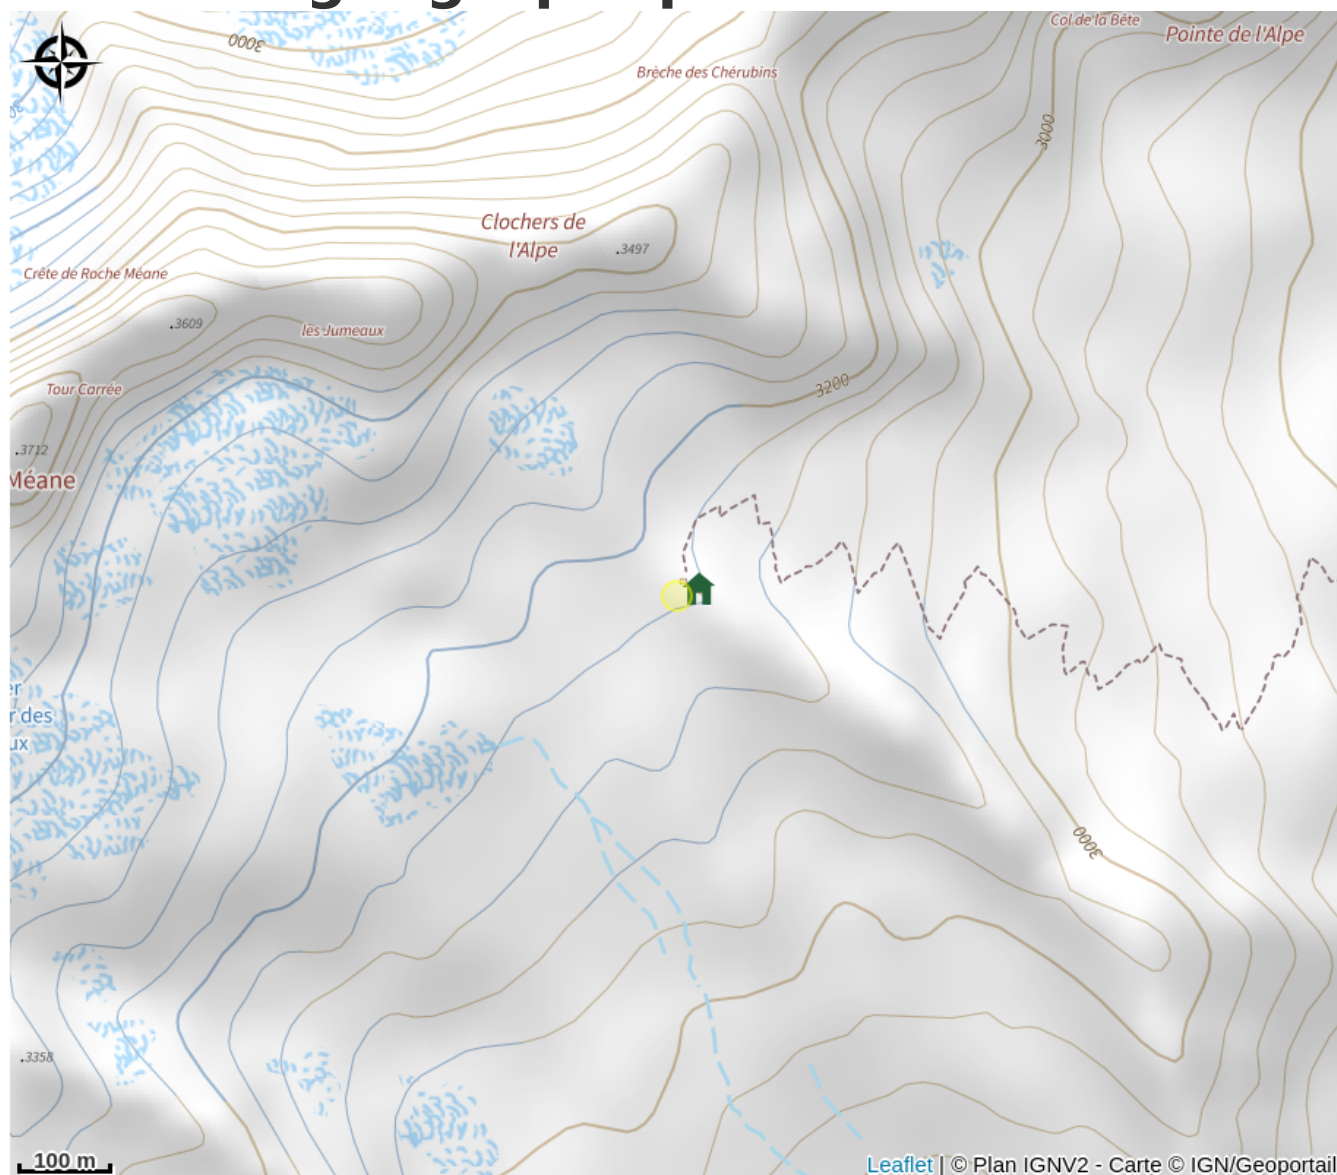 3000
Col de la Bête
Pointe de l'Alpe
Brèche des Chérubins
3000
Clochers de
l'Alpe
.3497
Crête de Roche Méane
.3609
les Jumeaux
Tour Carrée
3200
.3712
Méane
er
r des
ux
3000
.3358
100 m
Leaflet | © Plan IGNV2 - Carte © IGN/Geoportail